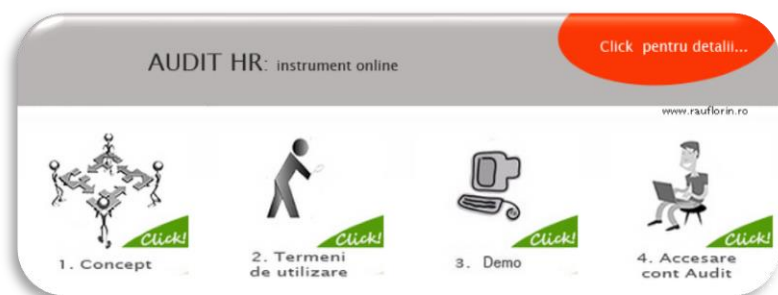 Click pentru detalii...
AUDIT HR: instrument online
www.rauflorin.ro
Click!
1. Concept
Click!
2. Termeni
de utilizare
Click!
3. Demo
Click!
4. Accesare
cont Audit